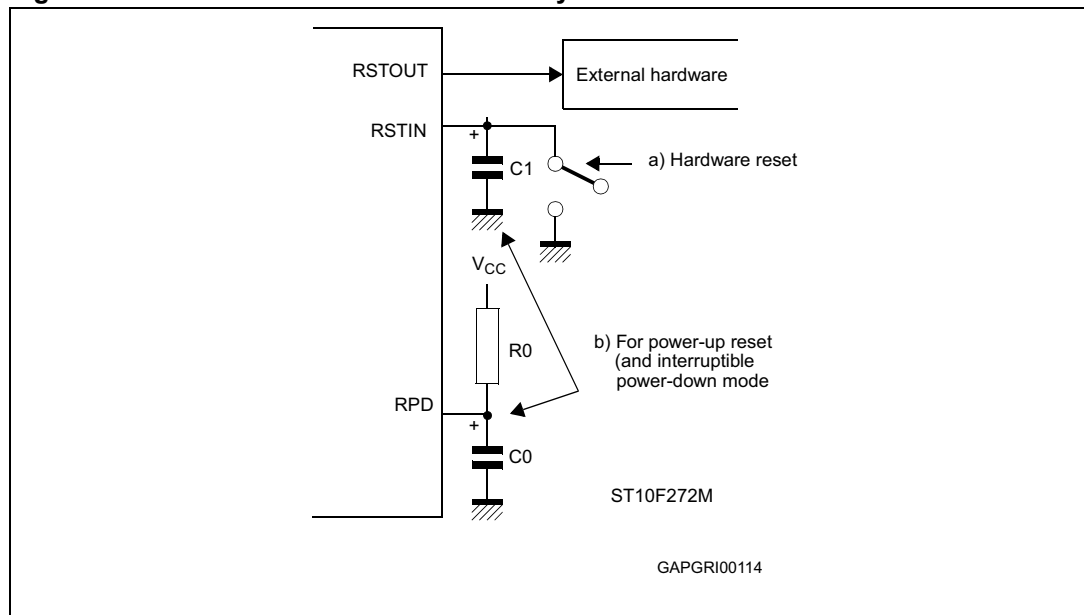 RSTOUT
External hardware
RSTIN
+
C1
a) Hardware reset
VCC
R0
b) For power-up reset
(and interruptible
power-down mode
RPD
+
C0
ST10F272M
GAPGRI00114